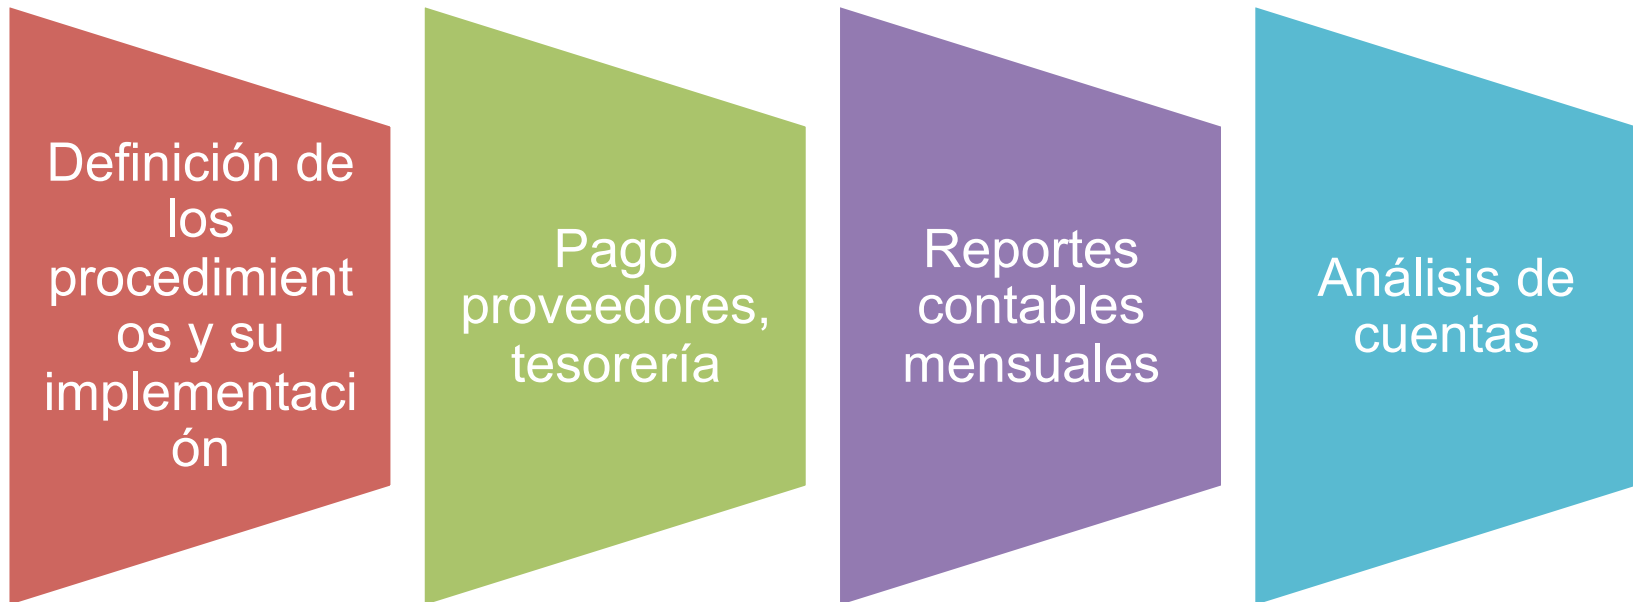 Definición de
los
procedimient
os y su
implementaci
ón
Pago
proveedores,
tesorería
Reportes
contables
mensuales
Análisis de
cuentas